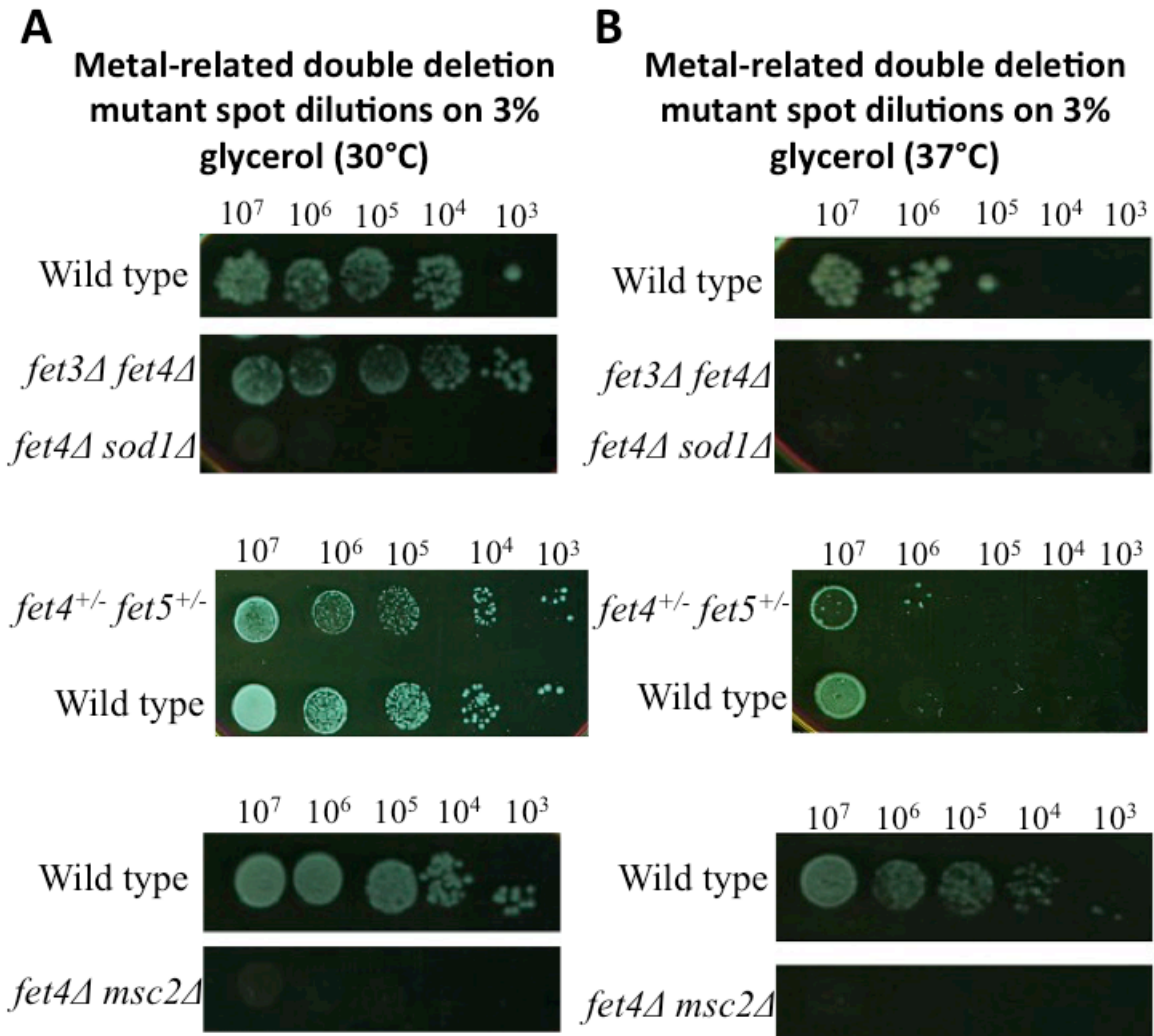 A
Metal-related double deletion
mutant spot dilutions on 3%
glycerol (30°C)
10⁷ 10⁶ 10⁵ 10⁴ 10³
Wild type
fet3Δ fet4Δ
fet4Δ sod1Δ
10⁷ 10⁶ 10⁵ 10⁴ 10³
fet4⁺/⁻ fet5⁺/⁻
Wild type
10⁷ 10⁶ 10⁵ 10⁴ 10³
Wild type
fet4Δ msc2Δ
B
Metal-related double deletion
mutant spot dilutions on 3%
glycerol (37°C)
10⁷ 10⁶ 10⁵ 10⁴ 10³
Wild type
fet3Δ fet4Δ
fet4Δ sod1Δ
10⁷ 10⁶ 10⁵ 10⁴ 10³
fet4⁺/⁻ fet5⁺/⁻
Wild type
10⁷ 10⁶ 10⁵ 10⁴ 10³
Wild type
fet4Δ msc2Δ